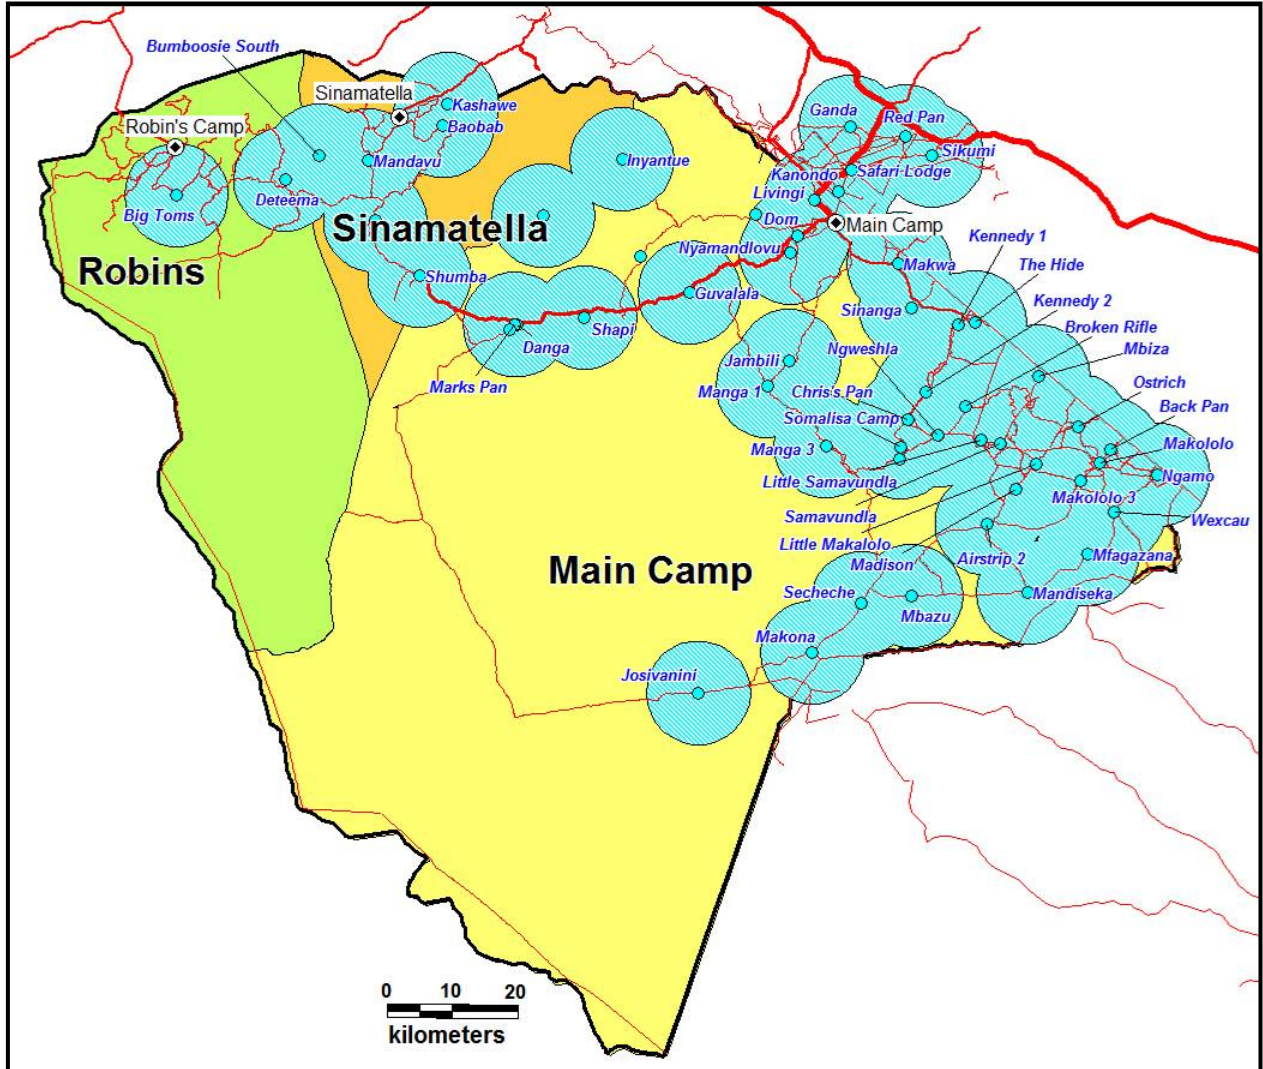 Bumboosie South
Sinamatella
Kashawe
Baobab
Robin's Camp
Mandavu
Inyantue
Deteema
Big Toms
Sinamatella
Robins
Shumba
Ganda
Red Pan
Sikumi
Kanondo
Safari Lodge
Livingi
Dom
Main Camp
Nyamandlovu
Makwa
Kennedy 1
The Hide
Guvalala
Sinanga
Kennedy 2
Broken Rifle
Shapi
Danga
Marks Pan
Ngweshla
Mbiza
Jambili
Manga 1
Chris's Pan
Ostrich
Back Pan
Somalisa Camp
Makololo
Manga 3
Ngamo
Little Samavundla
Makololo 3
Samavundla
Wexcau
Little Makalolo
Airstrip 2
Mfagazana
Madison
Main Camp
Secheche
Mbazu
Mandiseka
Makona
Josivanini
0 10 20
kilometers